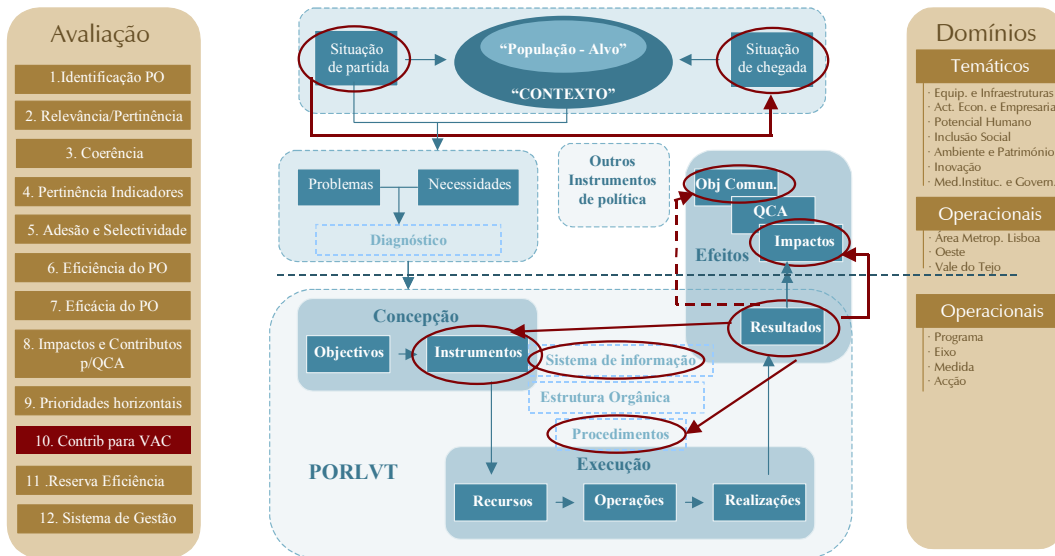 Avaliação
1.Identificação PO
2. Relevância/Pertinência
3. Coerência
4. Pertinência Indicadores
5. Adesão e Selectividade
6. Eficiência do PO
7. Eficácia do PO
8. Impactos e Contributos
p/QCA
9. Prioridades horizontais
10. Contrib para VAC
11 .Reserva Eficiência
12. Sistema de Gestão
Situação
de partida
“População - Alvo”
“CONTEXTO”
Situação
de chegada
Problemas
Necessidades
Diagnóstico
Outros
Instrumentos
de política
Obj Comun.
QCA
Impactos
Efeitos
Resultados
Concepção
Objectivos
Instrumentos
Sistema de informação
Estrutura Orgânica
Procedimentos
PORLVT
Execução
Recursos
Operações
Realizações
Domínios
Temáticos
· Equip. e Infraestruturas
· Act. Econ. e Empresaria
· Potencial Humano
· Inclusão Social
· Ambiente e Património
· Inovação
· Med.Instituc. e Govern.
Operacionais
· Área Metrop. Lisboa
· Oeste
· Vale do Tejo
Operacionais
· Programa
· Eixo
· Medida
· Acção